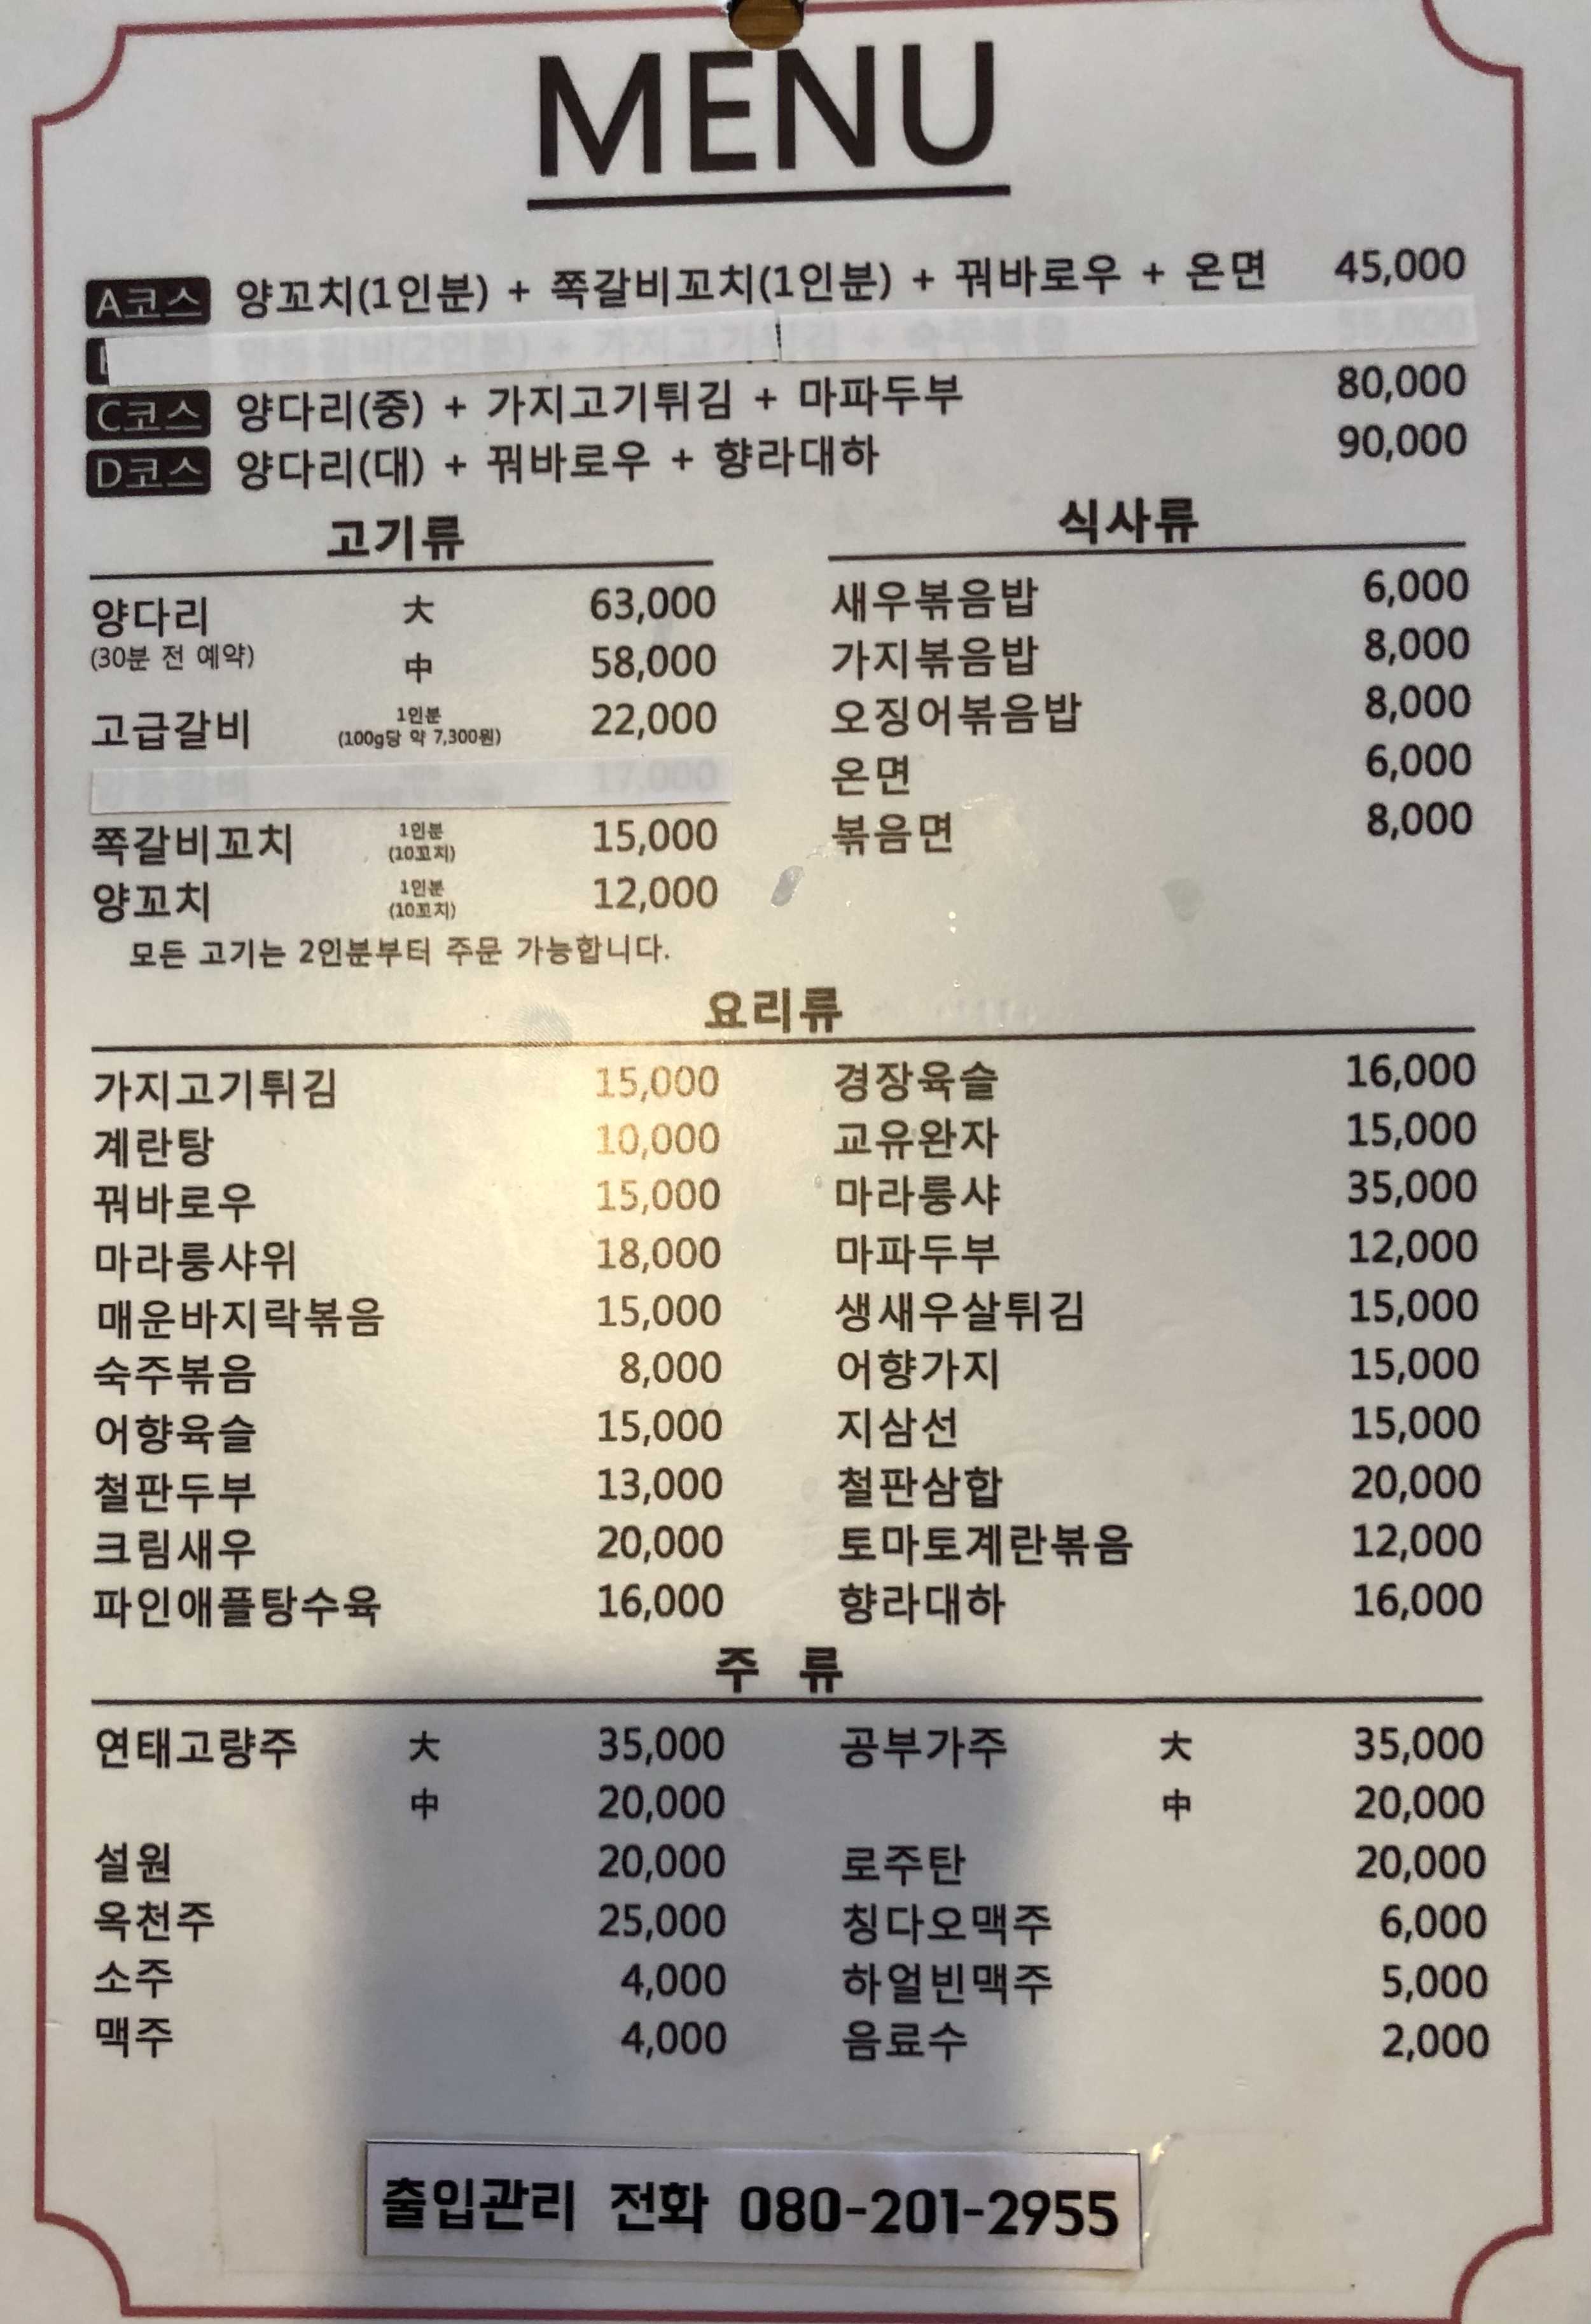 MENU
A코스 양꼬치(1인분) + 쪽갈비꼬치(1인분) + 꿔바로우 + 온면 45,000
C코스 양다리(중) + 가지고기튀김 + 마파두부 80,000
D코스 양다리(대) + 꿔바로우 + 향라대하 90,000
고기류
양다리 大 63,000
(30분 전 예약) 中 58,000
고급갈비 1인분 (100g당 약 7,300원) 22,000
17,000
쪽갈비꼬치 1인분 (10꼬치) 15,000
양꼬치 1인분 (10꼬치) 12,000
모든 고기는 2인분부터 주문 가능합니다.
식사류
새우볶음밥 6,000
가지볶음밥 8,000
오징어볶음밥 8,000
온면 6,000
볶음면 8,000
요리류
가지고기튀김 15,000
계란탕 10,000
꿔바로우 15,000
마라룽샤위 18,000
매운바지락볶음 15,000
숙주볶음 8,000
어향육슬 15,000
철판두부 13,000
크림새우 20,000
파인애플탕수육 16,000
경장육슬 16,000
교유완자 15,000
마라룽샤 35,000
마파두부 12,000
생새우살튀김 15,000
어향가지 15,000
지삼선 15,000
철판삼합 20,000
토마토계란볶음 12,000
향라대하 16,000
주 류
연태고량주 大 35,000
中 20,000
설원 20,000
옥천주 25,000
소주 4,000
맥주 4,000
공부가주 大 35,000
中 20,000
로주탄 20,000
칭다오맥주 6,000
하얼빈맥주 5,000
음료수 2,000
출입관리 전화 080-201-2955